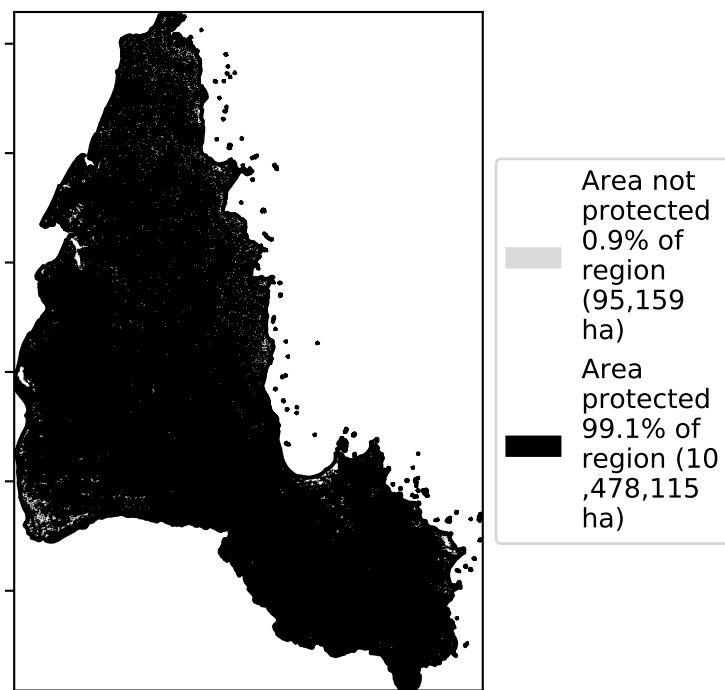 Area not
protected
0.9% of
region
(95,159
ha)
Area
protected
99.1% of
region (10
,478,115
ha)